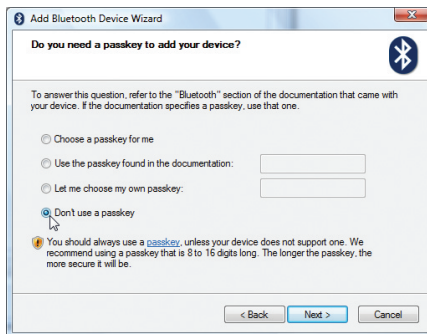 Add Bluetooth Device Wizard
Do you need a passkey to add your device?
To answer this question, refer to the "Bluetooth" section of the documentation that came with
your device. If the documentation specifies a passkey, use that one.
Choose a passkey for me
Use the passkey found in the documentation:
Let me choose my own passkey:
Don't use a passkey
You should always use a passkey, unless your device does not support one. We
recommend using a passkey that is 8 to 16 digits long. The longer the passkey, the
more secure it will be.
< Back Next > Cancel